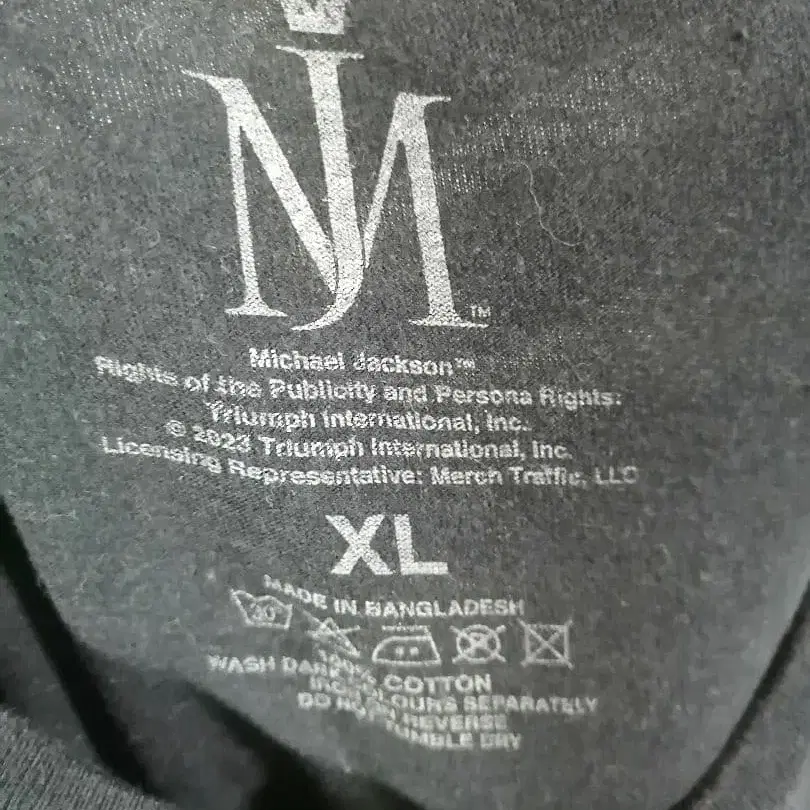 MJ
TM
Michael Jackson™
Rights of the Publicity and Persona Rights:
Triumph International, Inc.
© 2023 Triumph International, Inc.
Licensing Representative: Merch Traffic, LLC
XL
MADE IN BANGLADESH
30
100% COTTON
WASH DARK COLOURS SEPARATELY
IRON REVERSE
DO NOT TUMBLE DRY